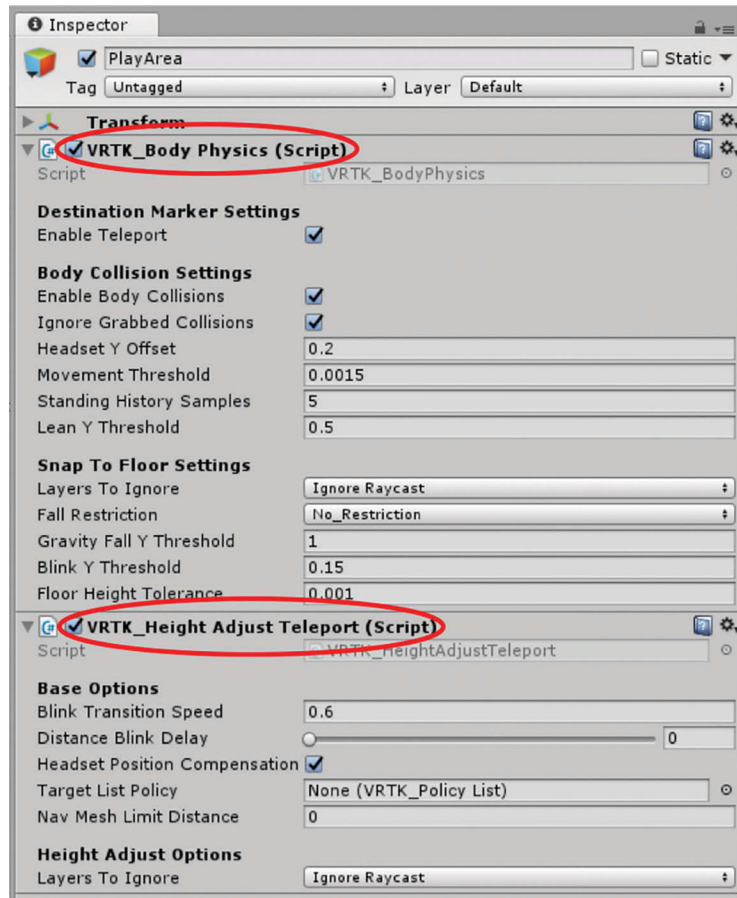 Inspector
PlayArea
Static
Tag Untagged Layer Default
Transform
VRTK_Body Physics (Script)
Script VRTK_BodyPhysics
Destination Marker Settings
Enable Teleport
Body Collision Settings
Enable Body Collisions
Ignore Grabbed Collisions
Headset Y Offset 0.2
Movement Threshold 0.0015
Standing History Samples 5
Lean Y Threshold 0.5
Snap To Floor Settings
Layers To Ignore Ignore Raycast
Fall Restriction No_Restriction
Gravity Fall Y Threshold 1
Blink Y Threshold 0.15
Floor Height Tolerance 0.001
VRTK_Height Adjust Teleport (Script)
Script VRTK_HeightAdjustTeleport
Base Options
Blink Transition Speed 0.6
Distance Blink Delay 0
Headset Position Compensation
Target List Policy None (VRTK_Policy List)
Nav Mesh Limit Distance 0
Height Adjust Options
Layers To Ignore Ignore Raycast